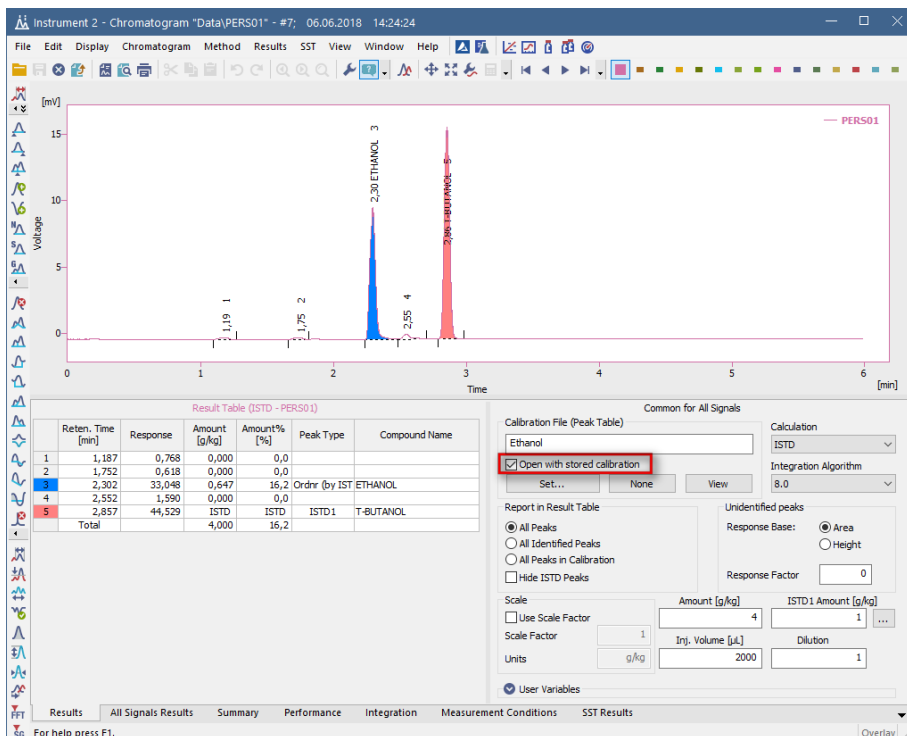 Instrument 2 - Chromatogram "Data\PERS01" - #7; 06.06.2018 14:24:24
File Edit Display Chromatogram Method Results SST View Window Help
[mV]
PERS01
15
10
5
0
Voltage
1,19 1
1,75 2
2,30 ETHANOL 3
2,55 4
2,86 T-BUTANOL 5
0 1 2 3 4 5 6
Time
[min]
Result Table (ISTD - PERS01)
Reten. Time [min] Response Amount [g/kg] Amount% [%] Peak Type Compound Name
1 1,187 0,768 0,000 0,0
2 1,752 0,618 0,000 0,0
3 2,302 33,048 0,647 16,2 Ordnr (by IST ETHANOL
4 2,552 1,590 0,000 0,0
5 2,857 44,529 ISTD ISTD ISTD1 T-BUTANOL
Total 4,000 16,2
Common for All Signals
Calibration File (Peak Table)
Ethanol
Open with stored calibration
Set... None View
Calculation
ISTD
Integration Algorithm
8.0
Report in Result Table
All Peaks
All Identified Peaks
All Peaks in Calibration
Hide ISTD Peaks
Unidentified peaks
Response Base: Area
Height
Response Factor 0
Scale
Use Scale Factor
Scale Factor 1
Units g/kg
Amount [g/kg] ISTD1 Amount [g/kg]
4 1 ...
Inj. Volume [µL] Dilution
2000 1
User Variables
Results All Signals Results Summary Performance Integration Measurement Conditions SST Results
For help press F1.
Overlay
FFT
SG